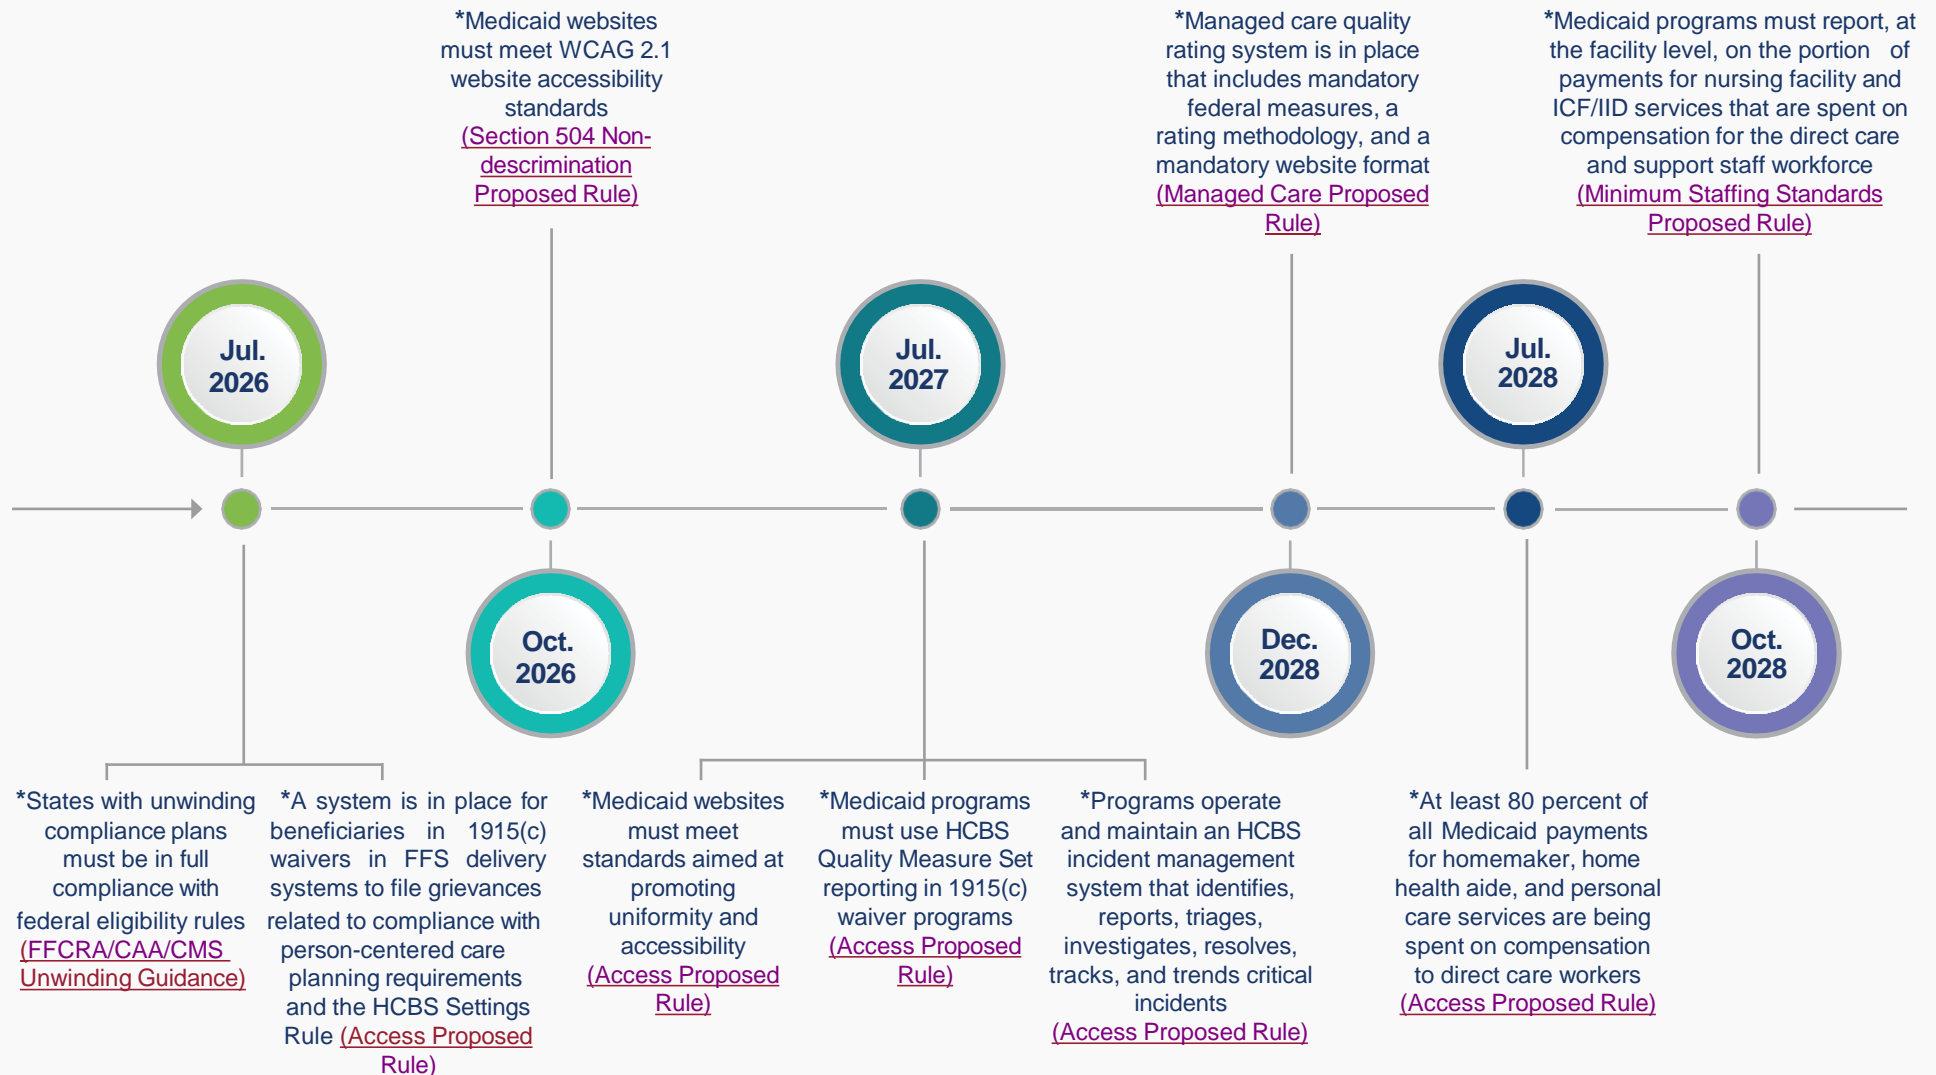 *Medicaid websites
must meet WCAG 2.1
website accessibility
standards
(Section 504 Non-
descrimination
Proposed Rule)
*Managed care quality
rating system is in place
that includes mandatory
federal measures, a
rating methodology, and a
mandatory website format
(Managed Care Proposed
Rule)
*Medicaid programs must report, at
the facility level, on the portion of
payments for nursing facility and
ICF/IID services that are spent on
compensation for the direct care
and support staff workforce
(Minimum Staffing Standards
Proposed Rule)
Jul.
2026
Jul.
2027
Jul.
2028
Oct.
2026
Dec.
2028
Oct.
2028
*States with unwinding
compliance plans
must be in full
compliance with
federal eligibility rules
(FFCRA/CAA/CMS
Unwinding Guidance)
*A system is in place for
beneficiaries in 1915(c)
waivers in FFS delivery
systems to file grievances
related to compliance with
person-centered care
planning requirements
and the HCBS Settings
Rule (Access Proposed
Rule)
*Medicaid websites
must meet
standards aimed at
promoting
uniformity and
accessibility
(Access Proposed
Rule)
*Medicaid programs
must use HCBS
Quality Measure Set
reporting in 1915(c)
waiver programs
(Access Proposed
Rule)
*Programs operate
and maintain an HCBS
incident management
system that identifies,
reports, triages,
investigates, resolves,
tracks, and trends critical
incidents
(Access Proposed Rule)
*At least 80 percent of
all Medicaid payments
for homemaker, home
health aide, and personal
care services are being
spent on compensation
to direct care workers
(Access Proposed Rule)